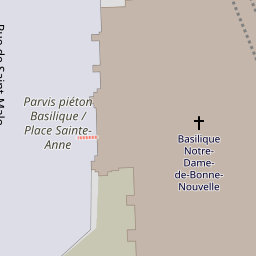 Rue de Saint-Malo
Parvis piéton
Basilique /
Place Sainte-
Anne
Basilique
Notre-
Dame-
de-Bonne-
Nouvelle